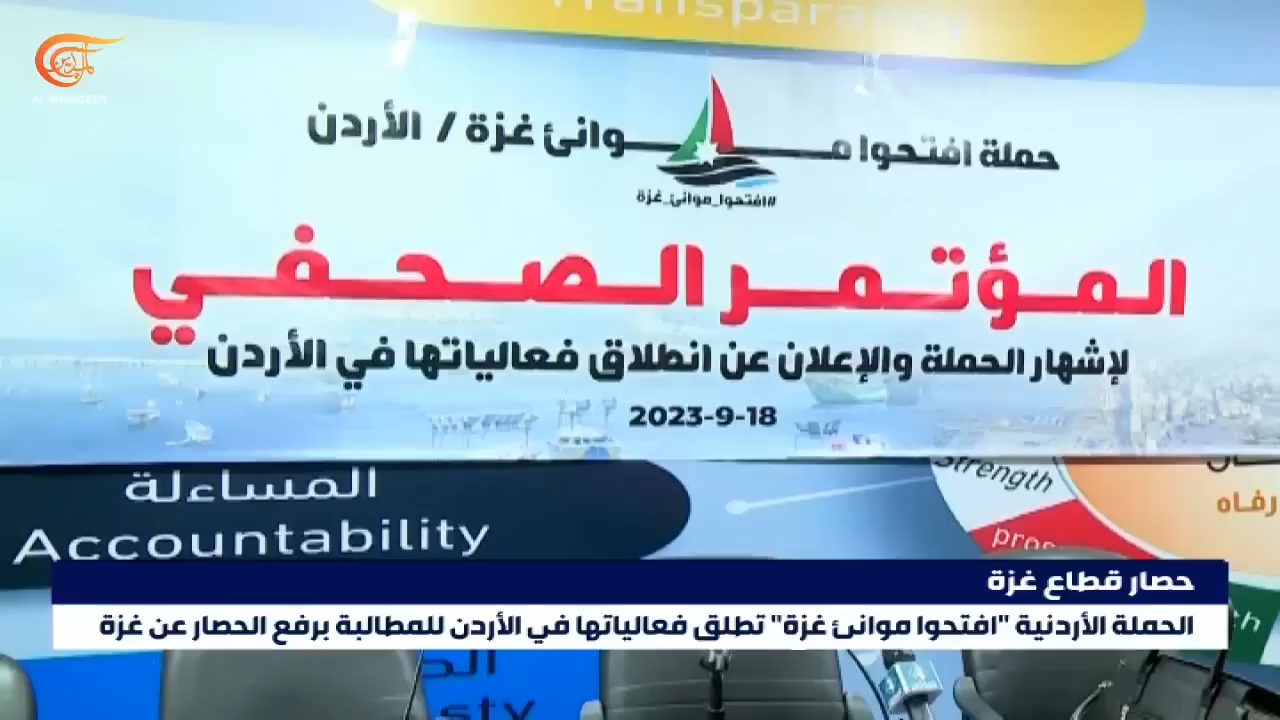 Transparency
AL MAYADEEN
حملة افتحوا موانئ غزة / الأردن
#افتحوا_موانئ_غزة
المؤتمر الصحفي
لإشهار الحملة والإعلان عن انطلاق فعالياتها في الأردن
2023-9-18
المساءلة
Accountability
Strength
رفاه
حصار قطاع غزة
الحملة الأردنية "افتحوا موانئ غزة" تطلق فعالياتها في الأردن للمطالبة برفع الحصار عن غزة